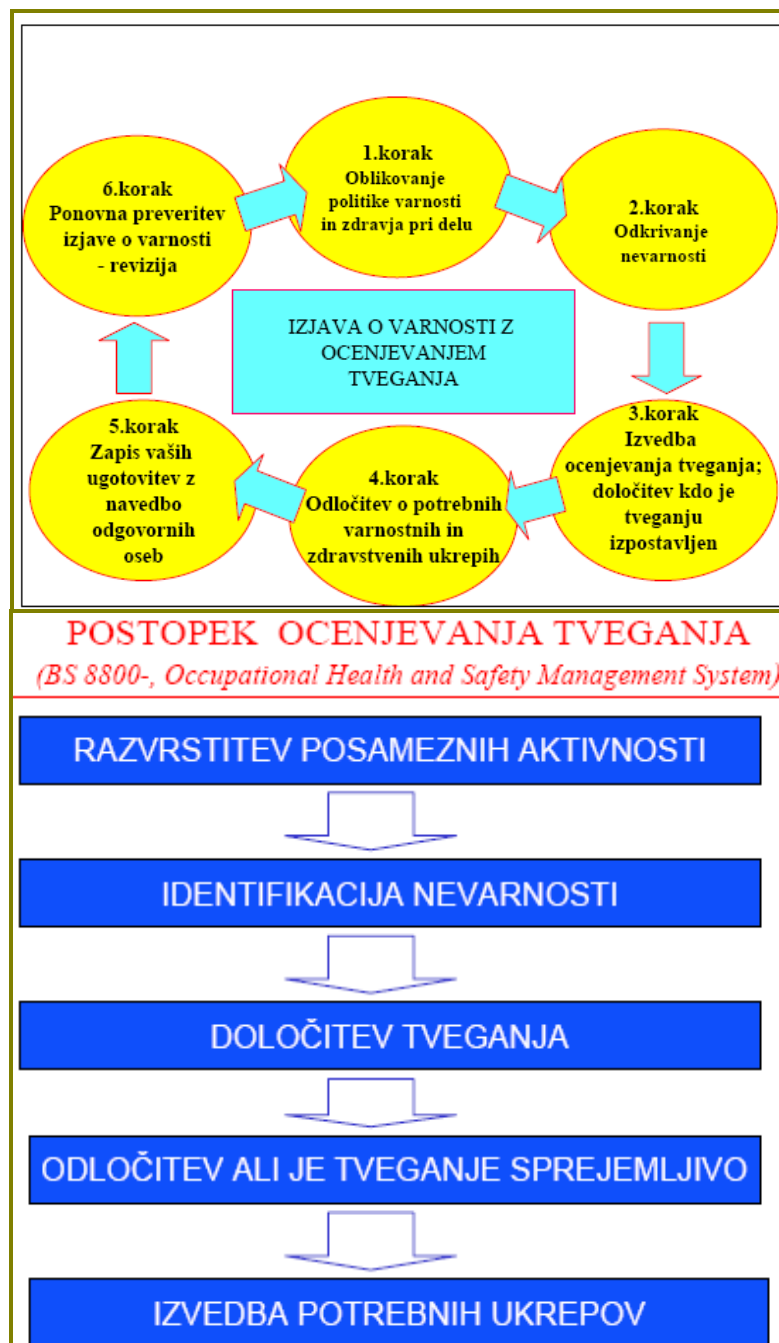 1.korak
Oblikovanje
politike varnosti
in zdravja pri delu
2.korak
Odkrivanje
nevarnosti
3.korak
Izvedba
ocenjevanja tveganja;
določitev kdo je
tveganju
izpostavljen
4.korak
Odločitev o potrebnih
varnostnih in
zdravstvenih ukrepih
5.korak
Zapis vaših
ugotovitev z
navedbo
odgovornih
oseb
6.korak
Ponovna preveritev
izjave o varnosti
- revizija
IZJAVA O VARNOSTI Z
OCENJEVANJEM
TVEGANJA
POSTOPEK OCENJEVANJA TVEGANJA
(BS 8800-, Occupational Health and Safety Management System)
RAZVRSTITEV POSAMEZNIH AKTIVNOSTI
IDENTIFIKACIJA NEVARNOSTI
DOLOČITEV TVEGANJA
ODLOČITEV ALI JE TVEGANJE SPREJEMLJIVO
IZVEDBA POTREBNIH UKREPOV